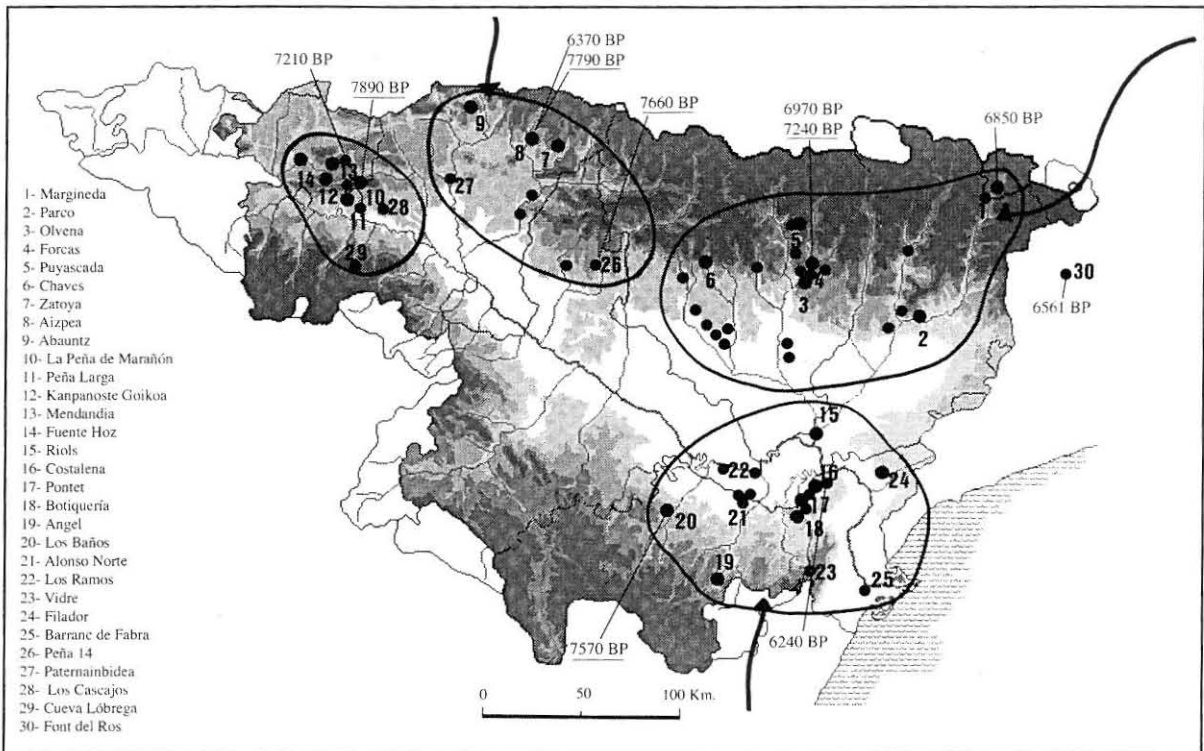 6370 BP
7790 BP
7210 BP
7890 BP
7660 BP
6970 BP
7240 BP
6850 BP
9
8
7
14
13
12
10
11
28
27
29
26
1
5
6
4
3
2
30
6561 BP
1- Margineda
2- Parco
3- Olvena
4- Forcas
5- Puyascada
6- Chaves
7- Zatoya
8- Aizpea
9- Abauntz
10- La Peña de Marañón
11- Peña Larga
12- Kanpanoste Goikoa
13- Mendandia
14- Fuente Hoz
15- Riols
16- Costalena
17- Pontet
18- Botiquería
19- Angel
20- Los Baños
21- Alonso Norte
22- Los Ramos
23- Vidre
24- Filador
25- Barranc de Fabra
26- Peña 14
27- Paternainbidea
28- Los Cascajos
29- Cueva Lóbrega
30- Font del Ros
15
22
16
24
21
17
20
18
19
23
25
7570 BP
6240 BP
0 50 100 Km.